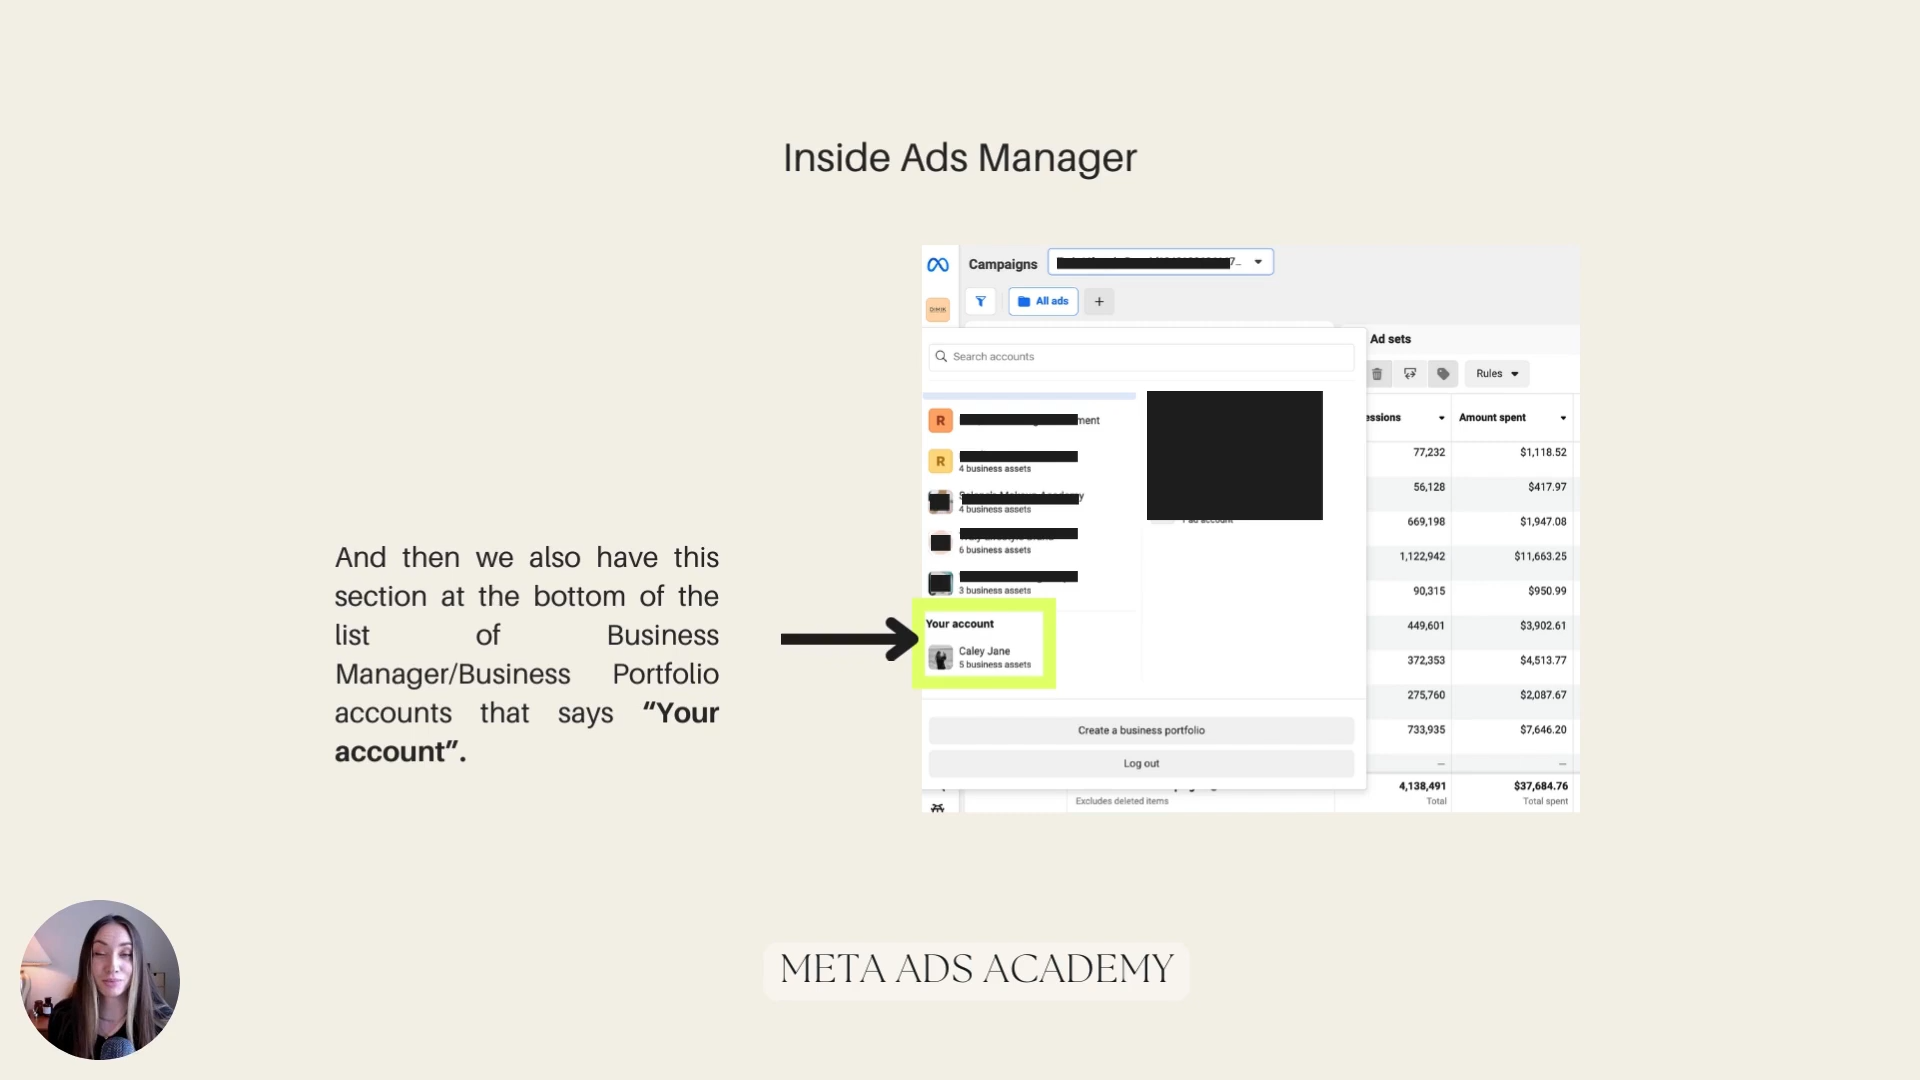 Inside Ads Manager
And then we also have this
section at the bottom of the
list of Business
Manager/Business Portfolio
accounts that says “Your
account”.
Campaigns
All ads
+
Search accounts
R
ment
R
4 business assets
4 business assets
6 business assets
3 business assets
Your account
Caley Jane
5 business assets
1 ad account
Create a business portfolio
Log out
Excludes deleted items
Ad sets
Rules
essions Amount spent
77,232 $1,118.52
56,128 $417.97
669,198 $1,947.08
1,122,942 $11,663.25
90,315 $950.99
449,601 $3,902.61
372,353 $4,513.77
275,760 $2,087.67
733,935 $7,646.20
— —
4,138,491 $37,684.76
Total Total spent
META ADS ACADEMY